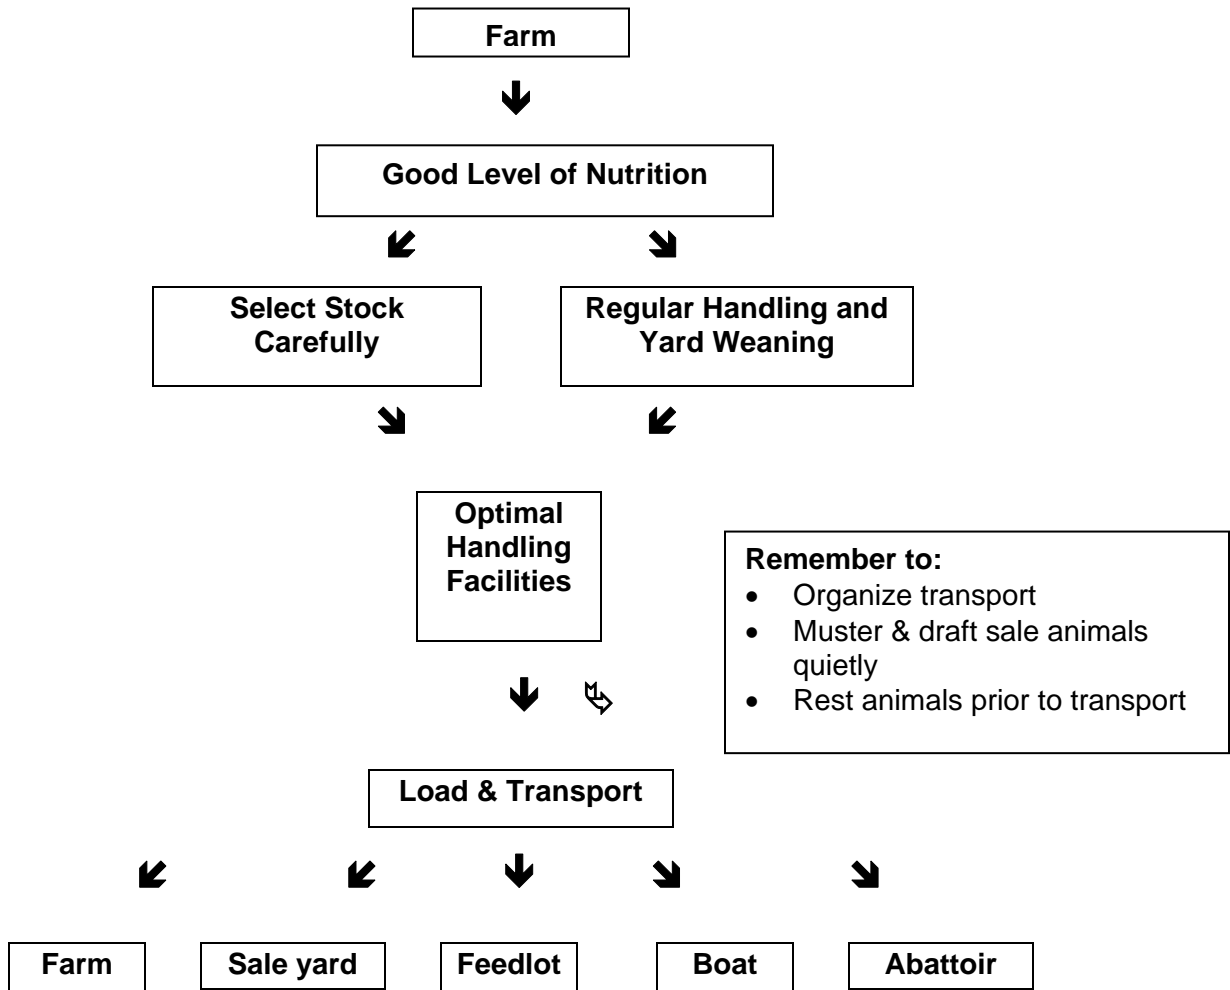 Farm
Good Level of Nutrition
Select Stock
Carefully
Regular Handling and
Yard Weaning
Optimal
Handling
Facilities
Remember to:
• Organize transport
• Muster & draft sale animals
quietly
• Rest animals prior to transport
Load & Transport
Farm
Sale yard
Feedlot
Boat
Abattoir